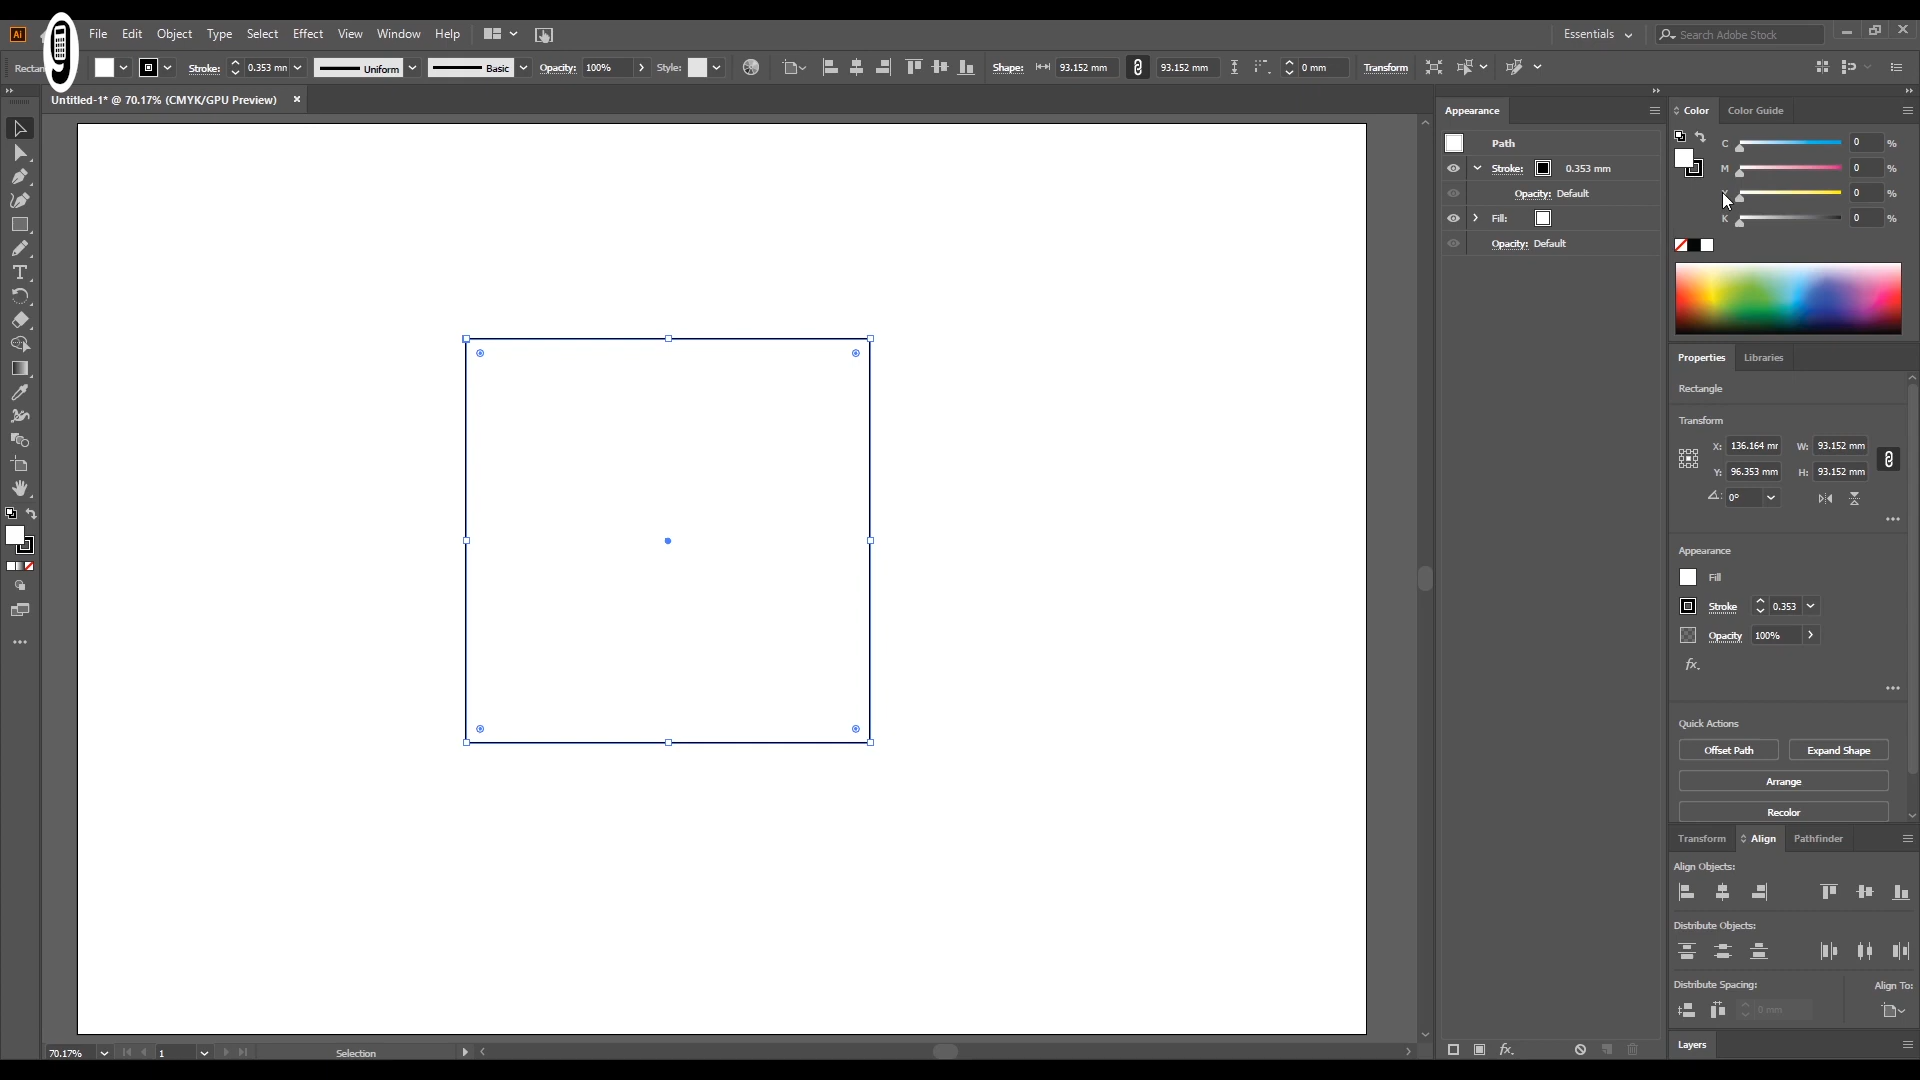 Ai File Edit Object Type Select Effect View Window Help Essentials Search Adobe Stock
Rectan Stroke: 0.353 mm Uniform Basic Opacity: 100% Style: Shape: 93.152 mm 93.152 mm 0 mm Transform
Untitled-1* @ 70.17% (CMYK/GPU Preview)
Appearance
Path
Stroke: 0.353 mm
Opacity: Default
Fill:
Opacity: Default
fx.
Color Color Guide
C 0 %
M 0 %
Y 0 %
K 0 %
Properties Libraries
Rectangle
Transform
X: 136.164 mr W: 93.152 mm
Y: 96.353 mm H: 93.152 mm
0°
Appearance
Fill
Stroke 0.353
Opacity 100%
fx.
Quick Actions
Offset Path Expand Shape
Arrange
Recolor
Transform Align Pathfinder
Align Objects:
Distribute Objects:
Distribute Spacing: Align To:
0 mm
Layers
70.17% 1 Selection